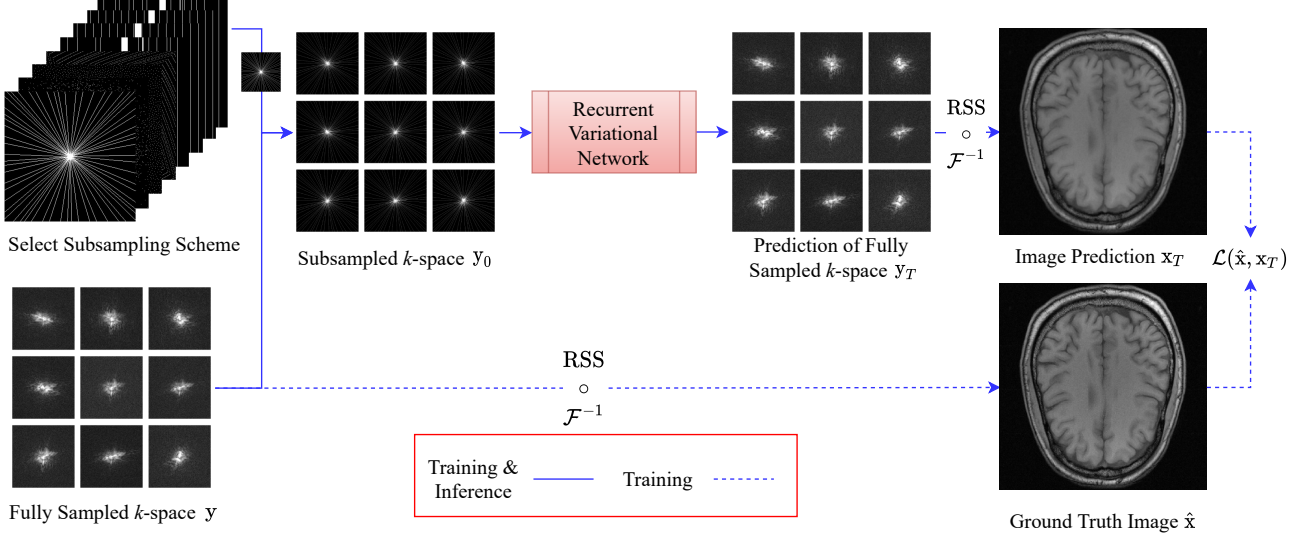 Select Subsampling Scheme
Subsampled k-space y₀
Recurrent
Variational
Network
Prediction of Fully
Sampled k-space y_T
RSS
∘
ℱ⁻¹
Image Prediction x_T
ℒ(x̂, x_T)
Fully Sampled k-space y
RSS
∘
ℱ⁻¹
Training &
Inference
Training
Ground Truth Image x̂